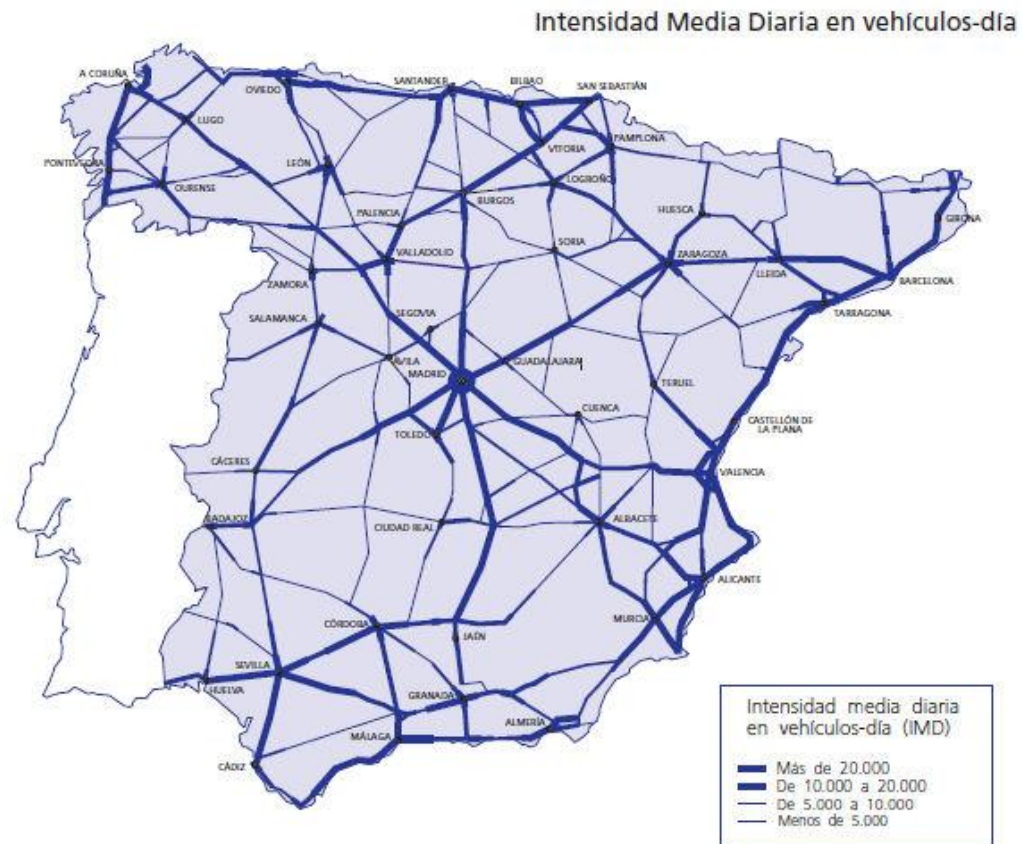 Intensidad Media Diaria en vehículos-día
A CORUÑA
SANTANDER
BILBAO
SAN SEBASTIÁN
OVIEDO
LUGO
PAMPLONA
VITORIA
PONTEVEDRA
LEÓN
OURENSE
LOGROÑO
BURGOS
HUESCA
GIRONA
PALENCIA
SORIA
VALLADOLID
ZARAGOZA
LLEIDA
BARCELONA
ZAMORA
TARRAGONA
SALAMANCA
SEGOVIA
ÁVILA
GUADALAJARA
MADRID
TERUEL
CUENCA
CASTELLÓN DE
LA PLANA
TOLEDO
CÁCERES
VALENCIA
BADAJOZ
CIUDAD REAL
ALBACETE
ALICANTE
CÓRDOBA
MURCIA
JAÉN
SEVILLA
HUELVA
GRANADA
ALMERÍA
MÁLAGA
CÁDIZ
Intensidad media diaria
en vehículos-día (IMD)
Más de 20.000
De 10.000 a 20.000
De 5.000 a 10.000
Menos de 5.000